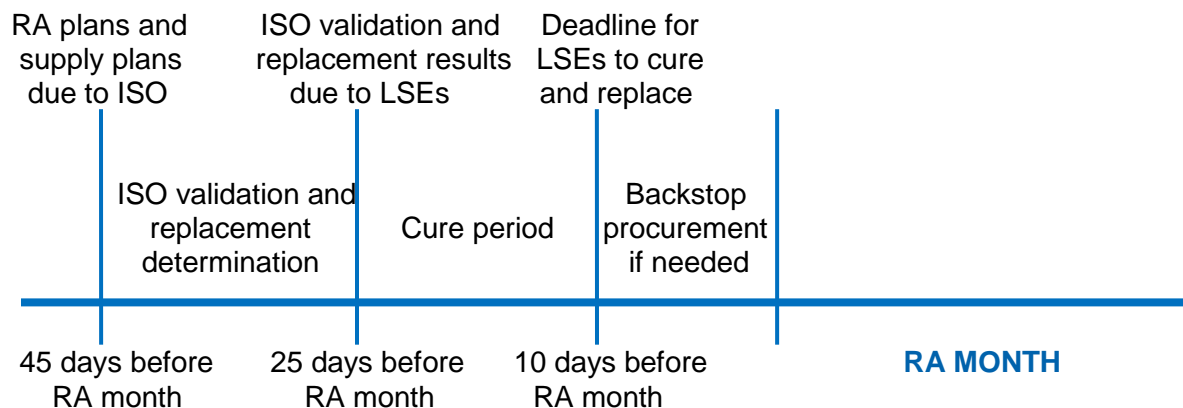 RA plans and
supply plans
due to ISO
ISO validation and
replacement results
due to LSEs
Deadline for
LSEs to cure
and replace
ISO validation and
replacement
determination
Cure period
Backstop
procurement
if needed
45 days before
RA month
25 days before
RA month
10 days before
RA month
RA MONTH